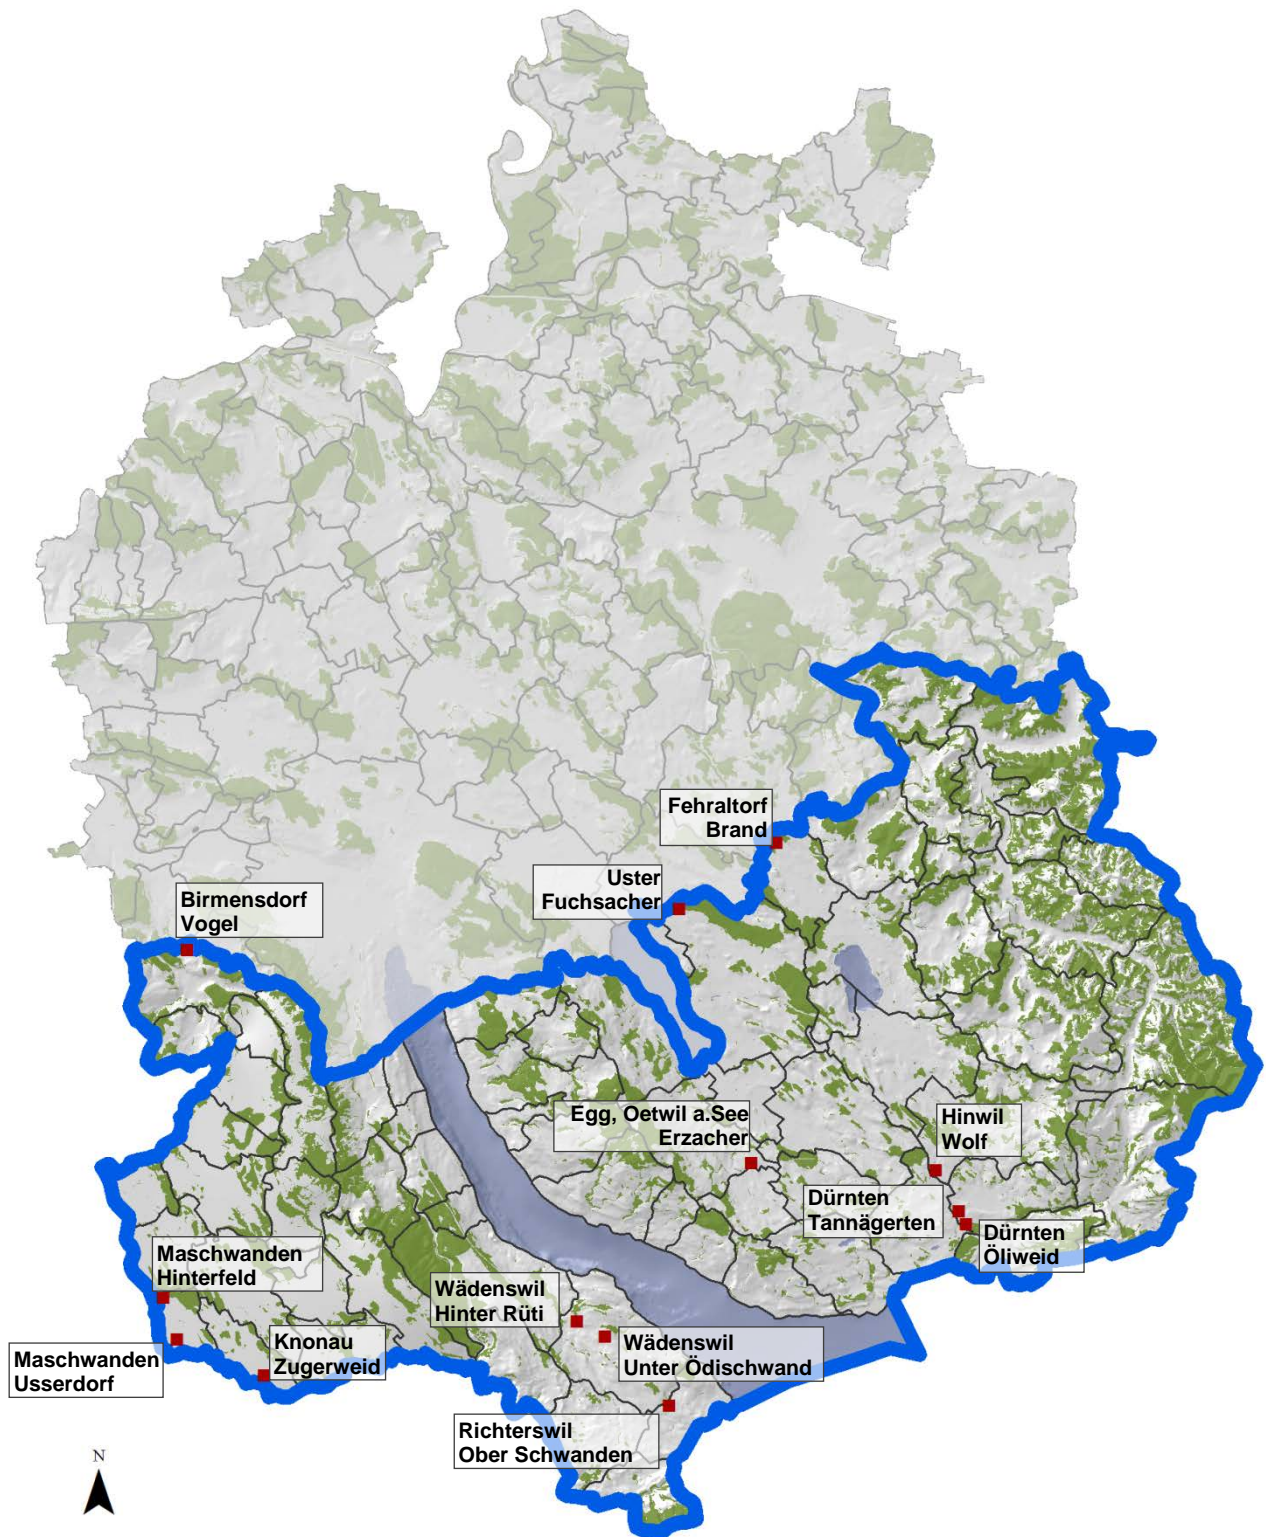 Fehraltorf
Brand
Uster
Fuchsacher
Birmensdorf
Vogel
Egg, Oetwil a.See
Erzacher
Hinwil
Wolf
Dürnten
Tannägerten
Dürnten
Öliweid
Maschwanden
Hinterfeld
Wädenswil
Hinter Rüti
Knonau
Zugerweid
Wädenswil
Unter Ödischwand
Maschwanden
Usserdorf
Richterswil
Ober Schwanden
N